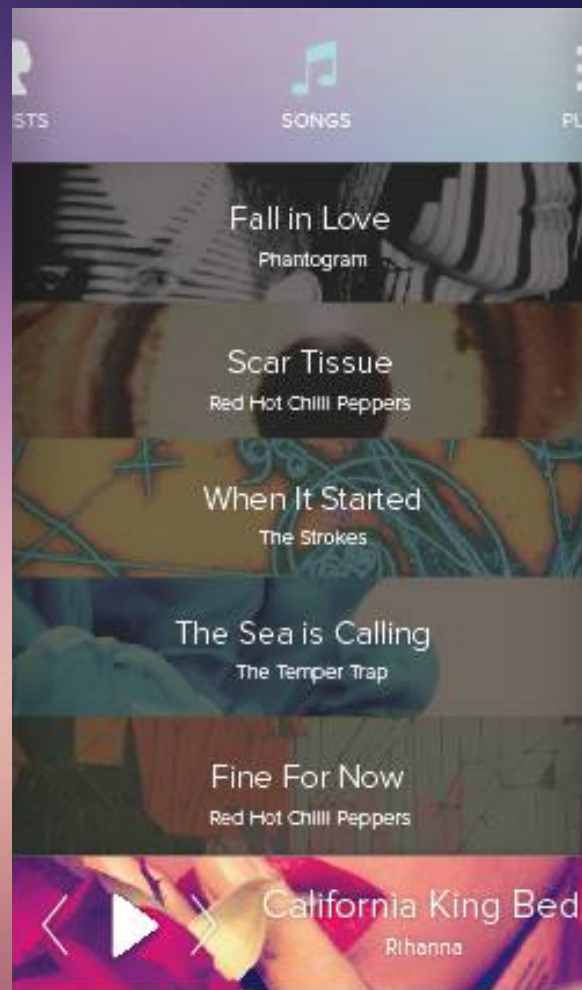 STS
SONGS
PL
Fall in Love
Phantogram
Scar Tissue
Red Hot Chilli Peppers
When It Started
The Strokes
The Sea is Calling
The Temper Trap
Fine For Now
Red Hot Chilli Peppers
California King Bed
Rihanna